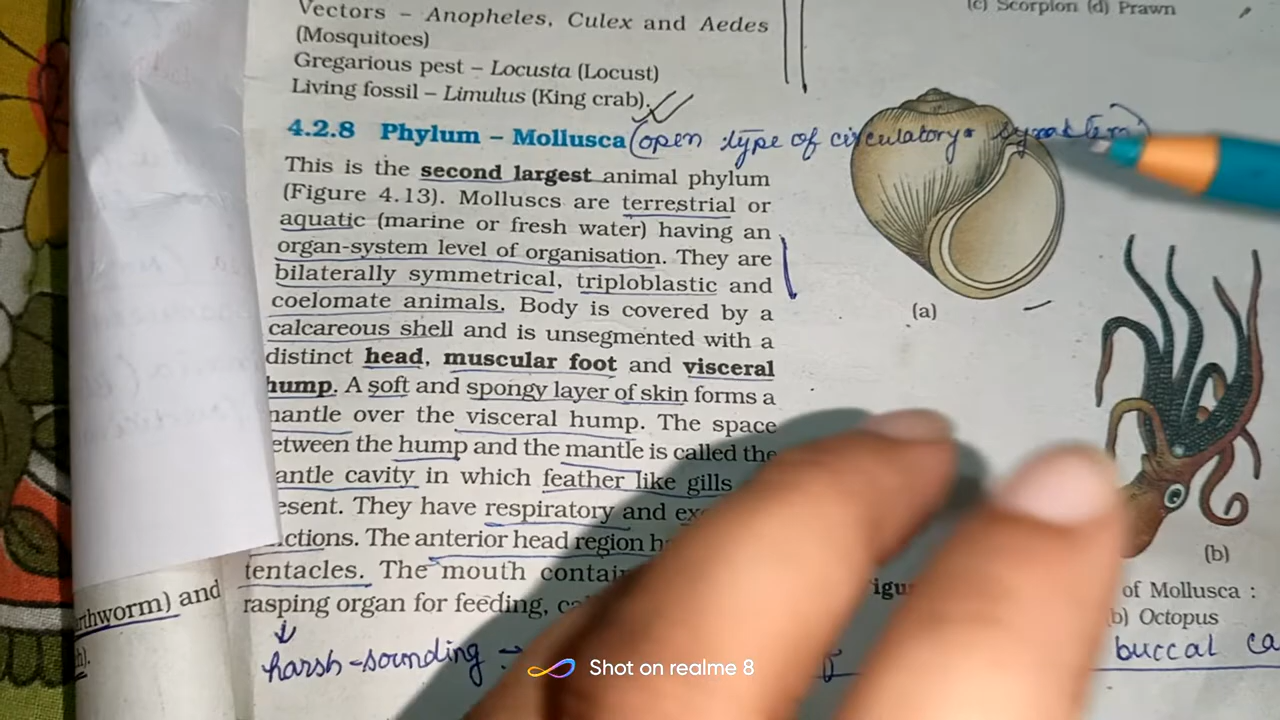 Vectors – Anopheles, Culex and Aedes
(Mosquitoes)
Gregarious pest – Locusta (Locust)
Living fossil – Limulus (King crab).
4.2.8 Phylum – Mollusca (open type of circulatory system)
This is the second largest animal phylum
(Figure 4.13). Molluscs are terrestrial or
aquatic (marine or fresh water) having an
organ-system level of organisation. They are
bilaterally symmetrical, triploblastic and
coelomate animals. Body is covered by a
calcareous shell and is unsegmented with a
distinct head, muscular foot and visceral
hump. A soft and spongy layer of skin forms a
mantle over the visceral hump. The space
etween the hump and the mantle is called the
antle cavity in which feather like gills
esent. They have respiratory and ex
ctions. The anterior head region h
tentacles. The mouth contai
rasping organ for feeding, c
harsh-sounding
rthworm) and
h).
(c) Scorpion (d) Prawn
(a)
(b)
igu
of Mollusca :
b) Octopus
buccal ca
Shot on realme 8